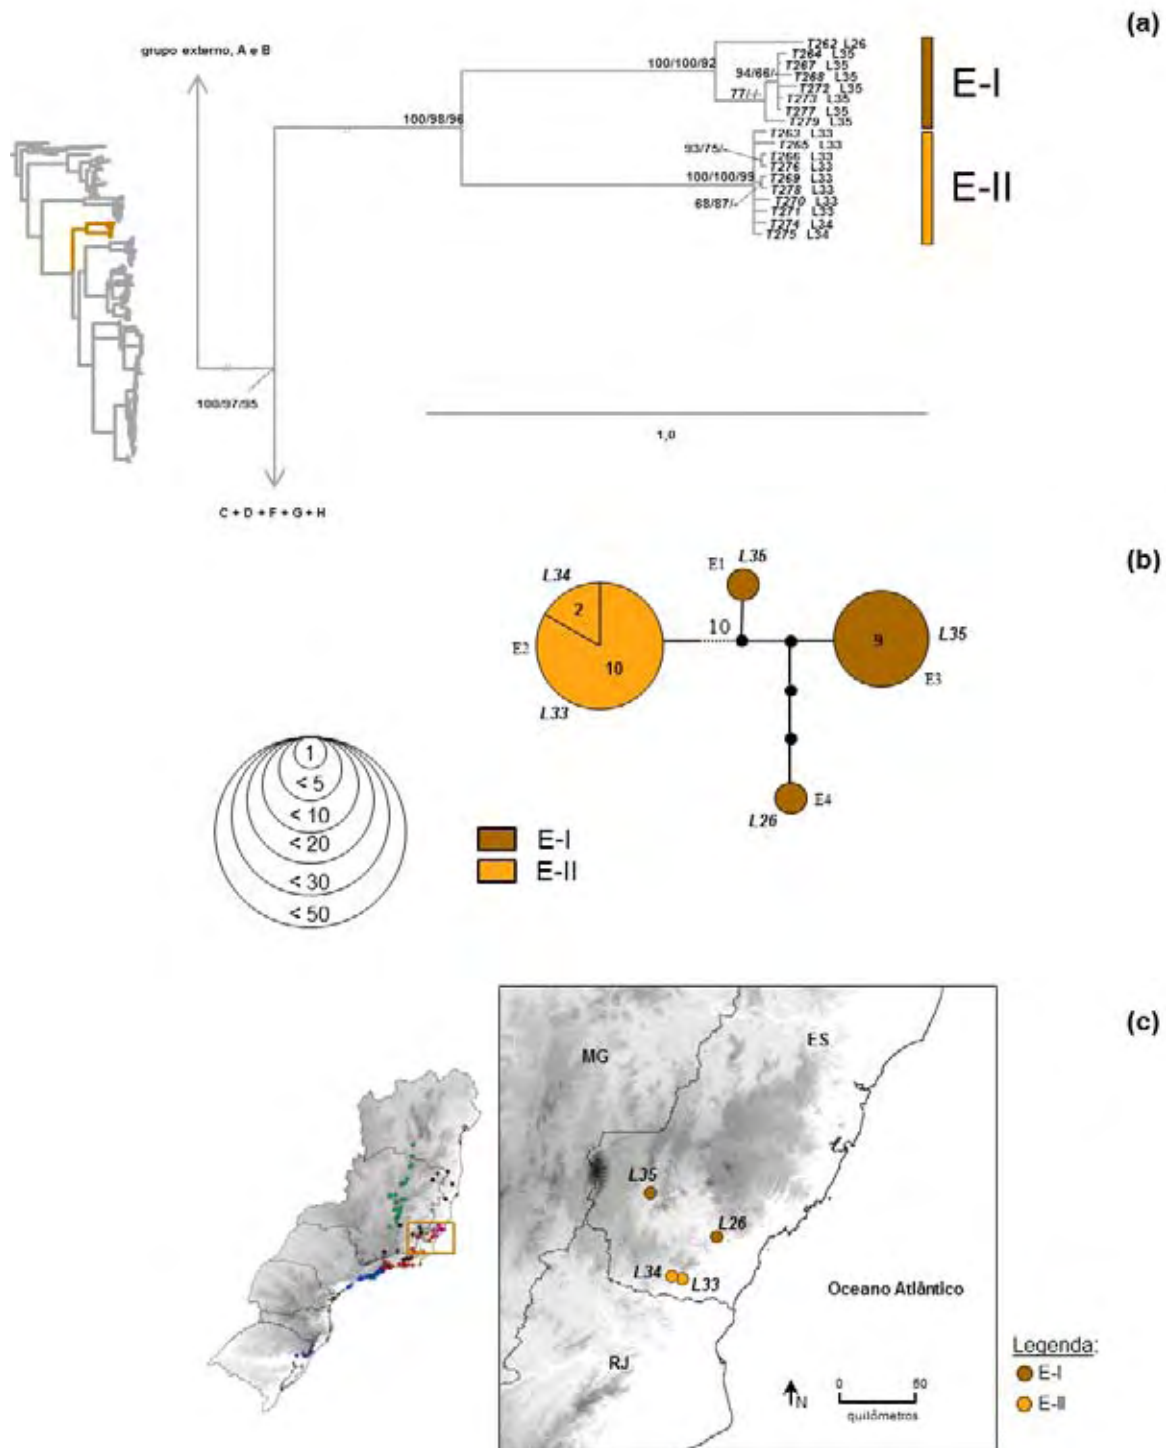 (a)
grupo externo, A e B
100/100/92
94/66/-
77/-/-
100/98/96
93/75/-
100/100/99
68/87/-
T262 L26
T264 L35
T267 L35
T268 L35
T272 L35
T273 L35
T277 L35
T279 L35
T263 L33
T265 L33
T266 L33
T276 L33
T269 L33
T278 L33
T270 L33
T271 L33
T274 L34
T275 L34
E-I
E-II
100/97/95
1,0
C + D + F + G + H
(b)
L34
2
E2
10
L33
10
E1
L35
9
L35
E3
L26
E4
1
< 5
< 10
< 20
< 30
< 50
E-I
E-II
(c)
MG
ES
L35
L26
L34
L33
Oceano Atlântico
RJ
N
0
50
quilômetros
Legenda:
E-I
E-II